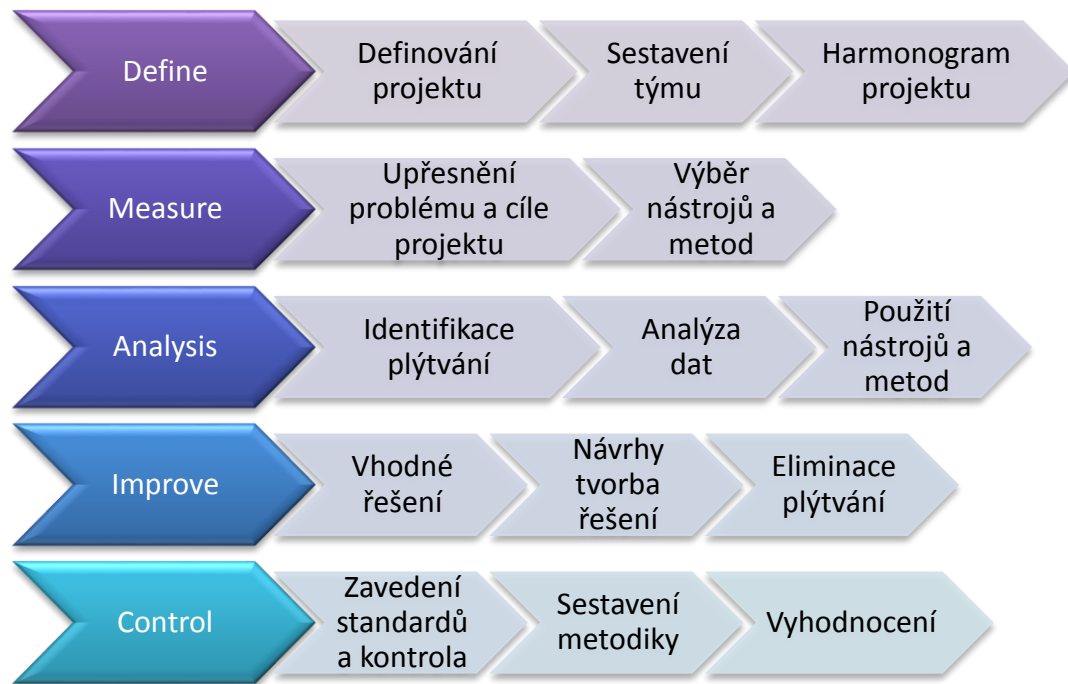 Define
Definování
projektu
Sestavení
týmu
Harmonogram
projektu
Measure
Upřesnění
problému a cíle
projektu
Výběr
nástrojů a
metod
Analysis
Identifikace
plýtvání
Analýza
dat
Použití
nástrojů a
metod
Improve
Vhodné
řešení
Návrhy
tvorba
řešení
Eliminace
plýtvání
Control
Zavedení
standardů
a kontrola
Sestavení
metodiky
Vyhodnocení